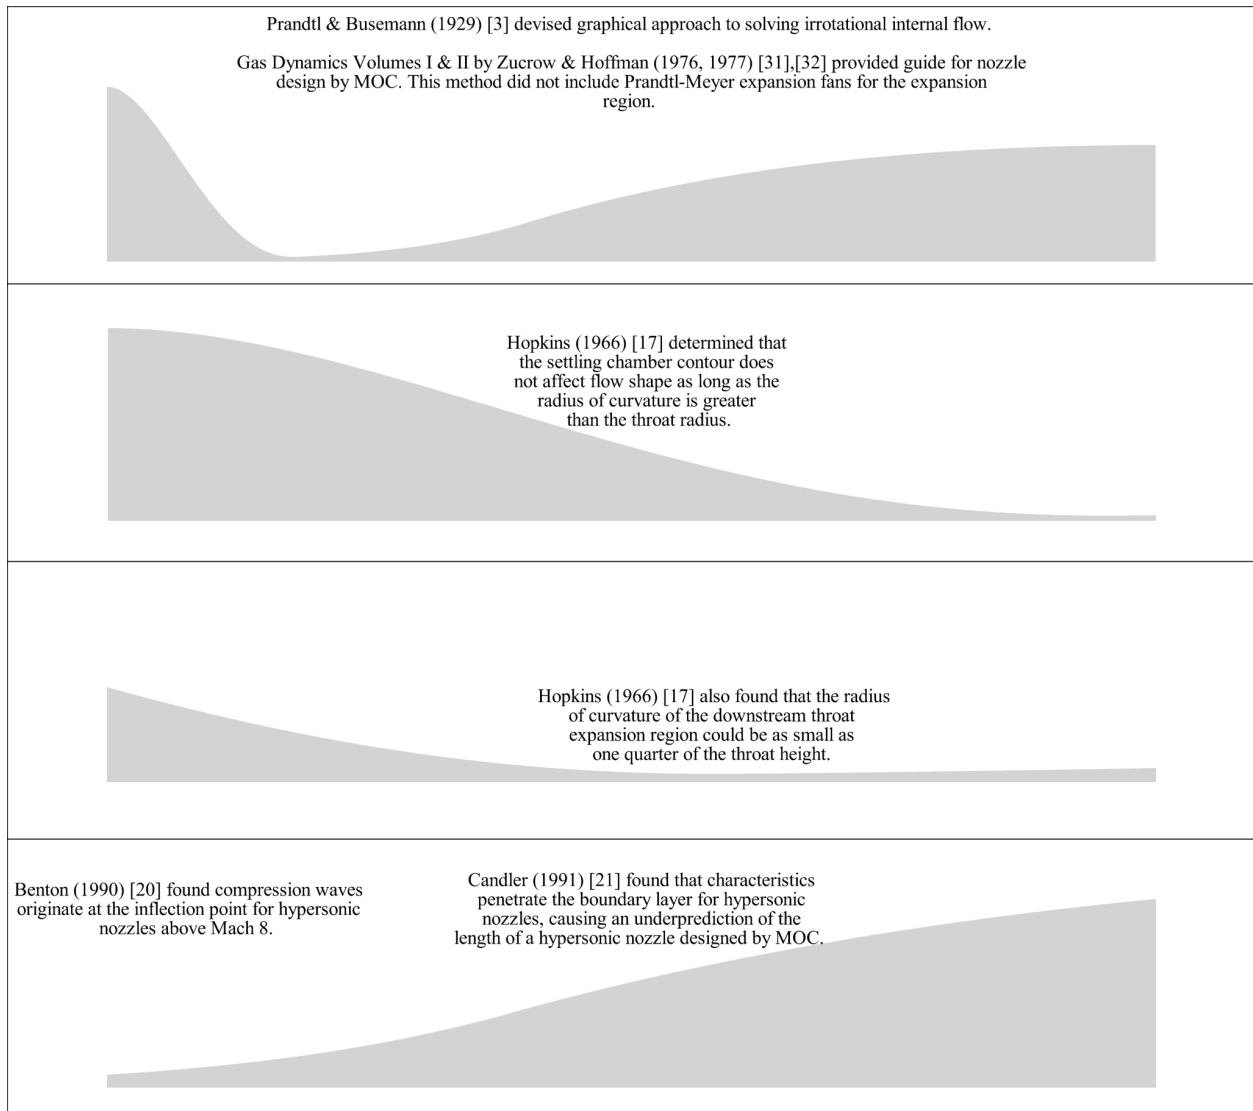 Prandtl & Busemann (1929) [3] devised graphical approach to solving irrotational internal flow.
Gas Dynamics Volumes I & II by Zucrow & Hoffman (1976, 1977) [31],[32] provided guide for nozzle
design by MOC. This method did not include Prandtl-Meyer expansion fans for the expansion
region.
Hopkins (1966) [17] determined that
the settling chamber contour does
not affect flow shape as long as the
radius of curvature is greater
than the throat radius.
Hopkins (1966) [17] also found that the radius
of curvature of the downstream throat
expansion region could be as small as
one quarter of the throat height.
Benton (1990) [20] found compression waves
originate at the inflection point for hypersonic
nozzles above Mach 8.
Candler (1991) [21] found that characteristics
penetrate the boundary layer for hypersonic
nozzles, causing an underprediction of the
length of a hypersonic nozzle designed by MOC.